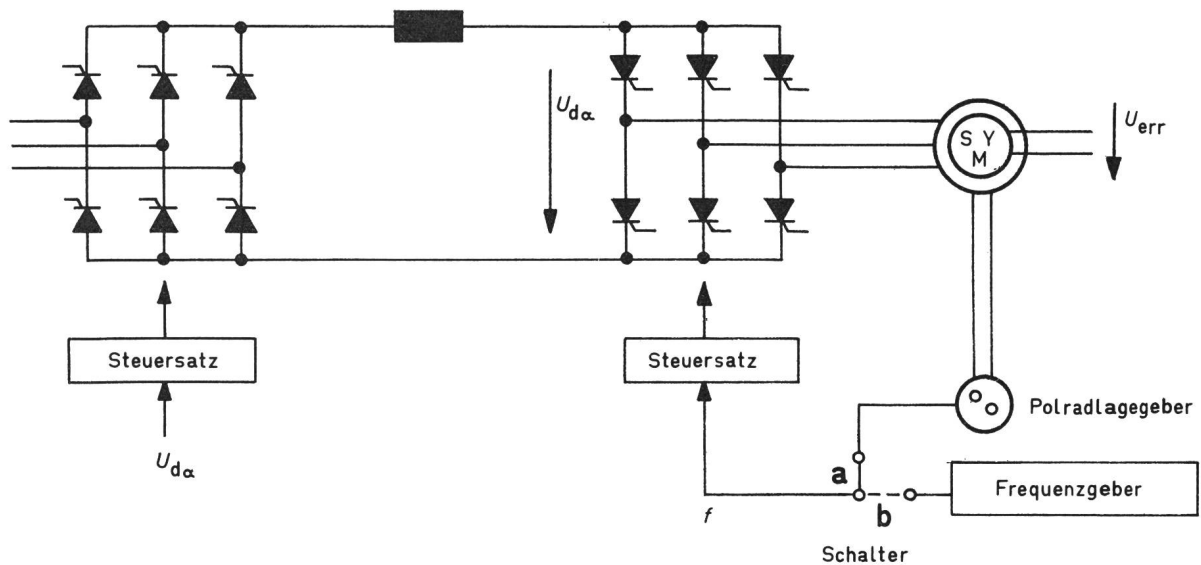 U_dα
S Y
M
U_err
Steuersatz
Steuersatz
U_dα
Polradlagegeber
a
b
Frequenzgeber
f
Schalter